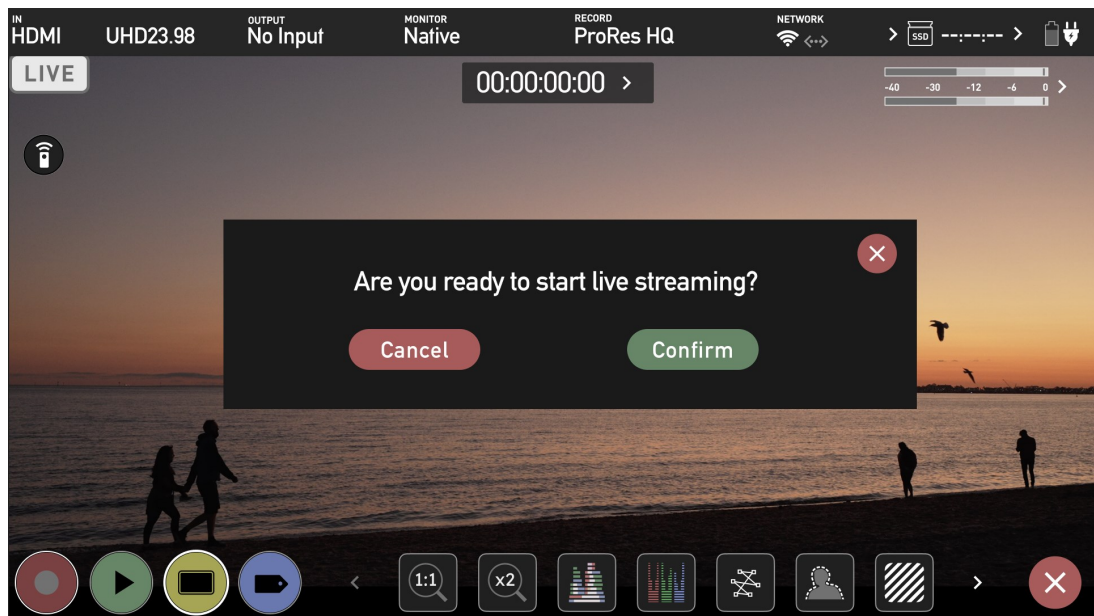 IN
HDMI
UHD23.98
OUTPUT
No Input
MONITOR
Native
RECORD
ProRes HQ
NETWORK
SSD
--:--:--
LIVE
00:00:00:00
-40 -30 -12 -6 0
Are you ready to start live streaming?
Cancel
Confirm
1:1
x2